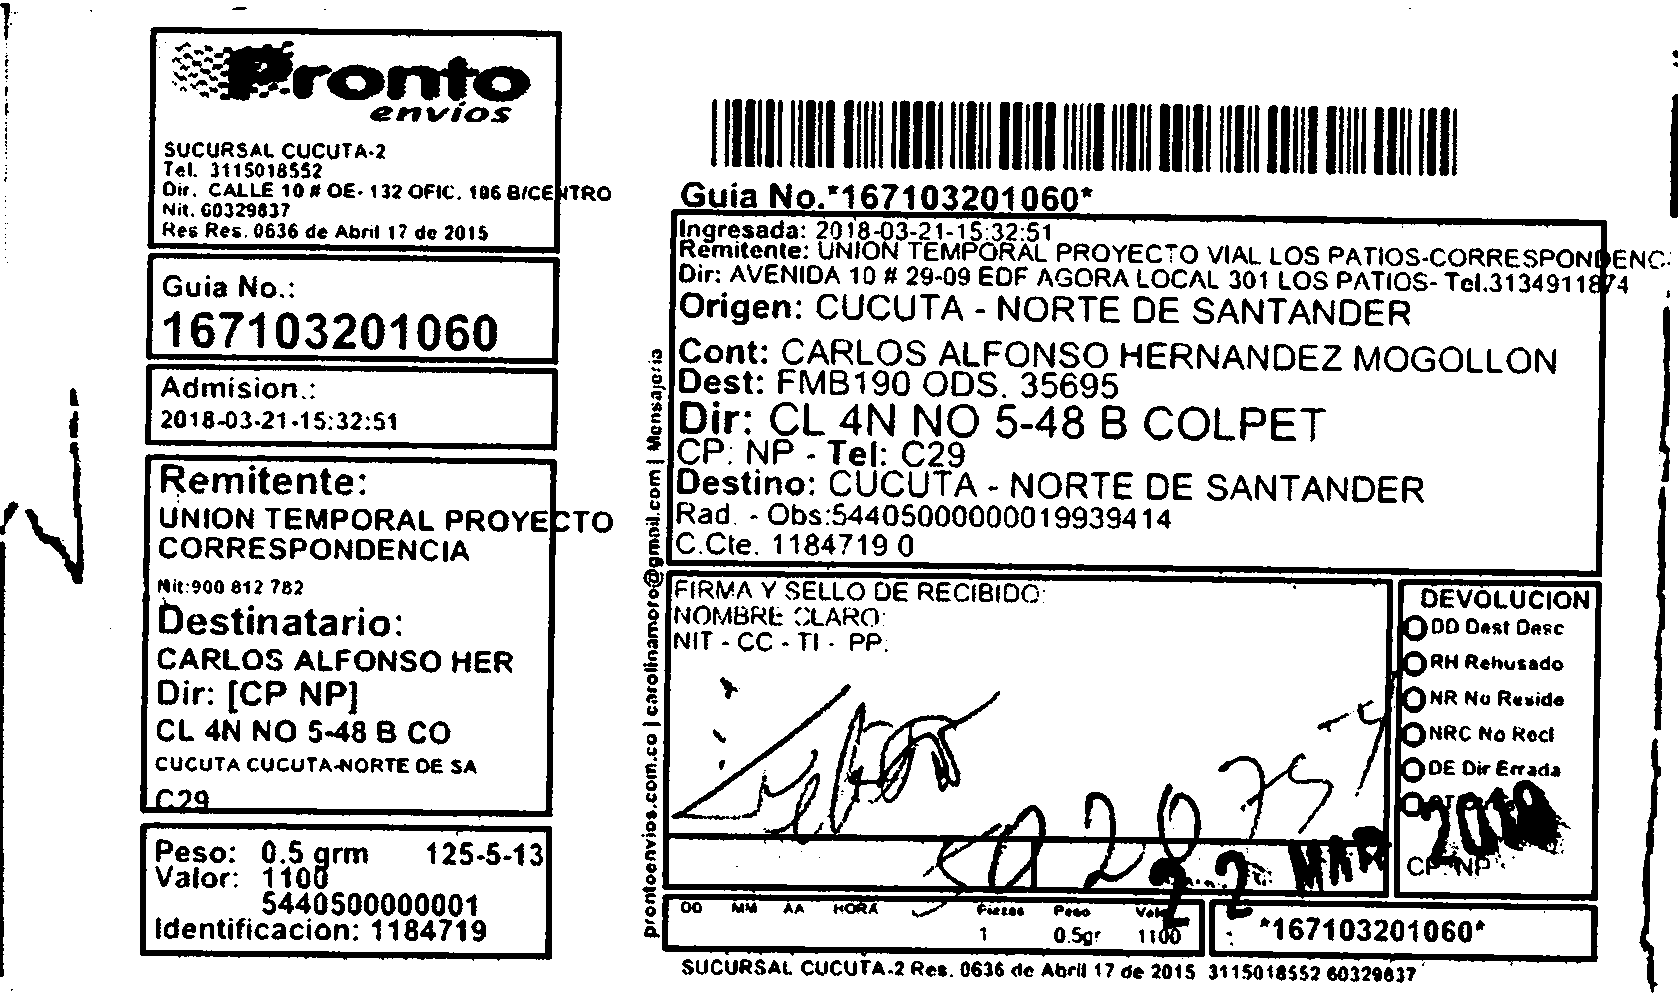 Pronto
envios
SUCURSAL CUCUTA-2
Tel. 3115018552
Dir. CALLE 10 # OE- 132 OFIC. 106 B/CENTRO
Nit. 60329837
Res Res. 0636 de Abril 17 de 2015
Guia No.:
167103201060
Admision.:
2018-03-21-15:32:51
Remitente:
UNION TEMPORAL PROYECTO
CORRESPONDENCIA
Nit:900 812 782
Destinatario:
CARLOS ALFONSO HER
Dir: [CP NP]
CL 4N NO 5-48 B CO
CUCUTA CUCUTA-NORTE DE SA
C29
Peso: 0.5 grm 125-5-13
Valor: 1100
5440500000001
Identificacion: 1184719
prontoenvios.com.co | carolinamoro@gmail.com | Mensajeria
Guia No.*167103201060*
Ingresada: 2018-03-21-15:32:51
Remitente: UNION TEMPORAL PROYECTO VIAL LOS PATIOS-CORRESPONDENC
Dir: AVENIDA 10 # 29-09 EDF AGORA LOCAL 301 LOS PATIOS- Tel.3134911874
Origen: CUCUTA - NORTE DE SANTANDER
Cont: CARLOS ALFONSO HERNANDEZ MOGOLLON
Dest: FMB190 ODS. 35695
Dir: CL 4N NO 5-48 B COLPET
CP: NP - Tel: C29
Destino: CUCUTA - NORTE DE SANTANDER
Rad. - Obs:54405000000019939414
C.Cte. 1184719 0
FIRMA Y SELLO DE RECIBIDO:
NOMBRE CLARO:
NIT - CC - TI - PP:
22 MAR 2018
DEVOLUCION
DD Dest Desc
RH Rehusado
NR No Reside
NRC No Recl
DE Dir Errada
CP: NP
DD MM AA HORA Piezas Peso Valor
1 0.5gr 1100
*167103201060*
SUCURSAL CUCUTA-2 Res. 0636 de Abril 17 de 2015 3115018552 60329837